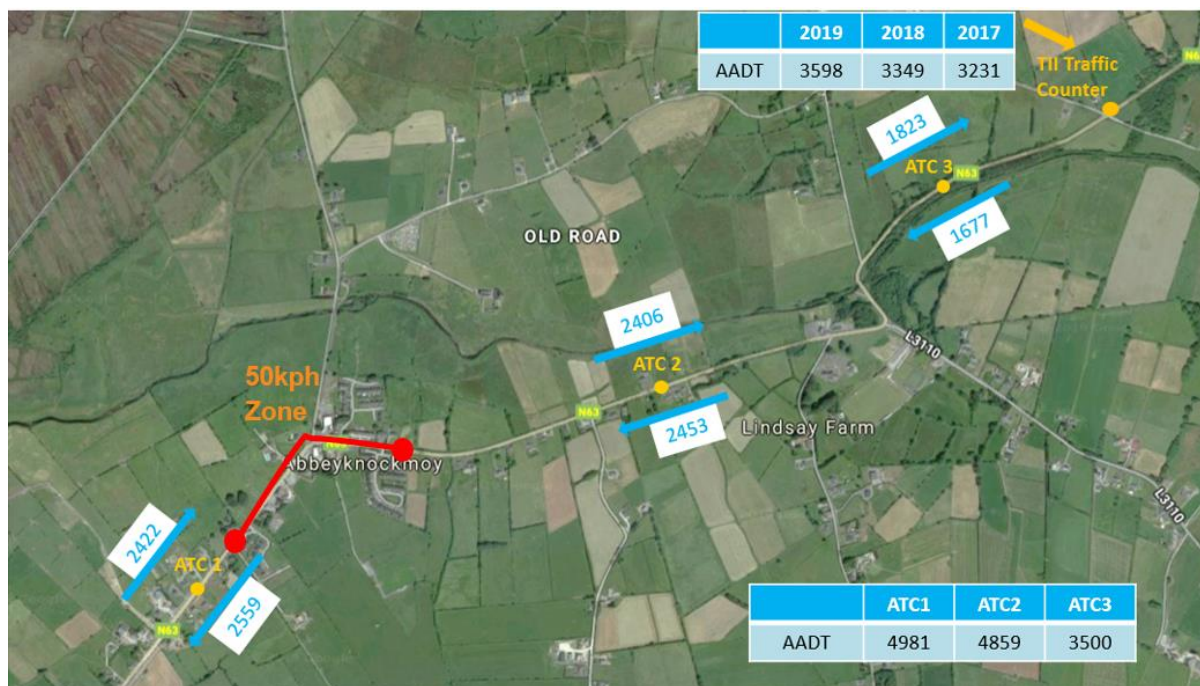 2019 2018 2017
AADT 3598 3349 3231
TII Traffic
Counter
N63
1823
ATC 3
N63
1677
OLD ROAD
2406
ATC 2
L3110
50kph
Zone
N63
2453
Lindsay Farm
Abbeyknockmoy
L3110
2422
ATC 1
2559
N63
ATC1 ATC2 ATC3
AADT 4981 4859 3500